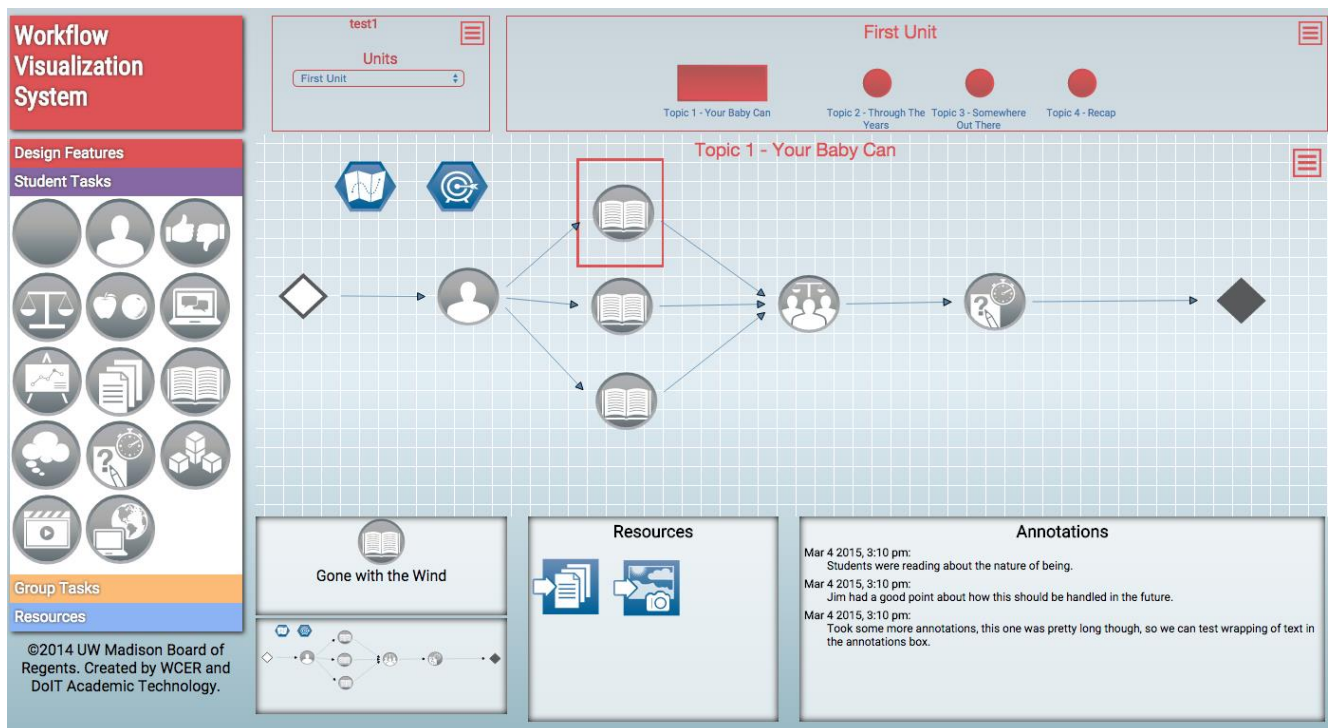 Workflow
Visualization
System
test1
Units
First Unit
First Unit
Topic 1 - Your Baby Can
Topic 2 - Through The
Years
Topic 3 - Somewhere
Out There
Topic 4 - Recap
Design Features
Student Tasks
Topic 1 - Your Baby Can
Group Tasks
Resources
©2014 UW Madison Board of
Regents. Created by WCER and
DoIT Academic Technology.
Gone with the Wind
Resources
Annotations
Mar 4 2015, 3:10 pm:
Students were reading about the nature of being.
Mar 4 2015, 3:10 pm:
Jim had a good point about how this should be handled in the future.
Mar 4 2015, 3:10 pm:
Took some more annotations, this one was pretty long though, so we can test wrapping of text in
the annotations box.